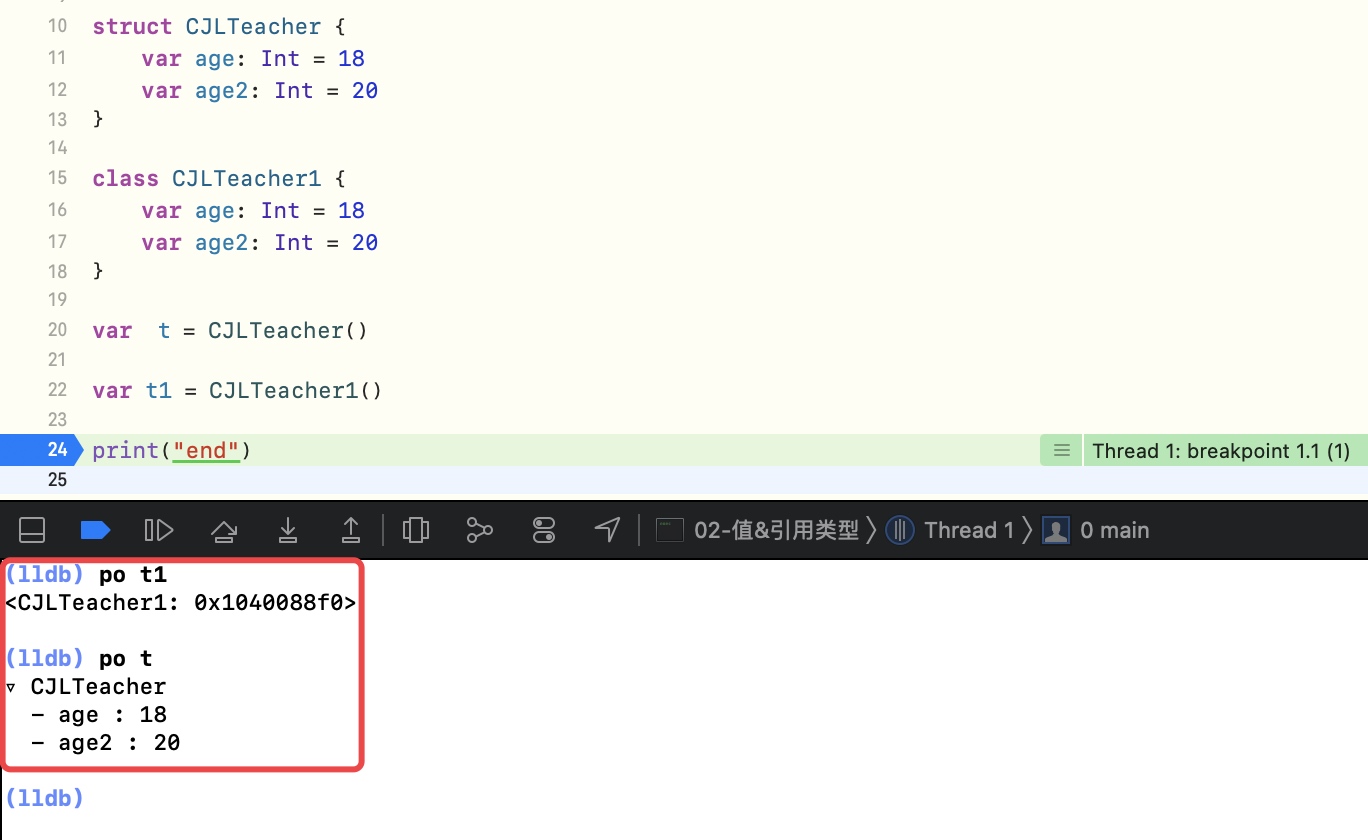 10 struct CJLTeacher {
11     var age: Int = 18
12     var age2: Int = 20
13 }
14
15 class CJLTeacher1 {
16     var age: Int = 18
17     var age2: Int = 20
18 }
19
20 var  t = CJLTeacher()
21
22 var t1 = CJLTeacher1()
23
24 print("end") Thread 1: breakpoint 1.1 (1)
25
02-值&引用类型 〉 Thread 1 〉 0 main
(lldb) po t1
<CJLTeacher1: 0x1040088f0>
(lldb) po t
▿ CJLTeacher
  - age : 18
  - age2 : 20
(lldb)